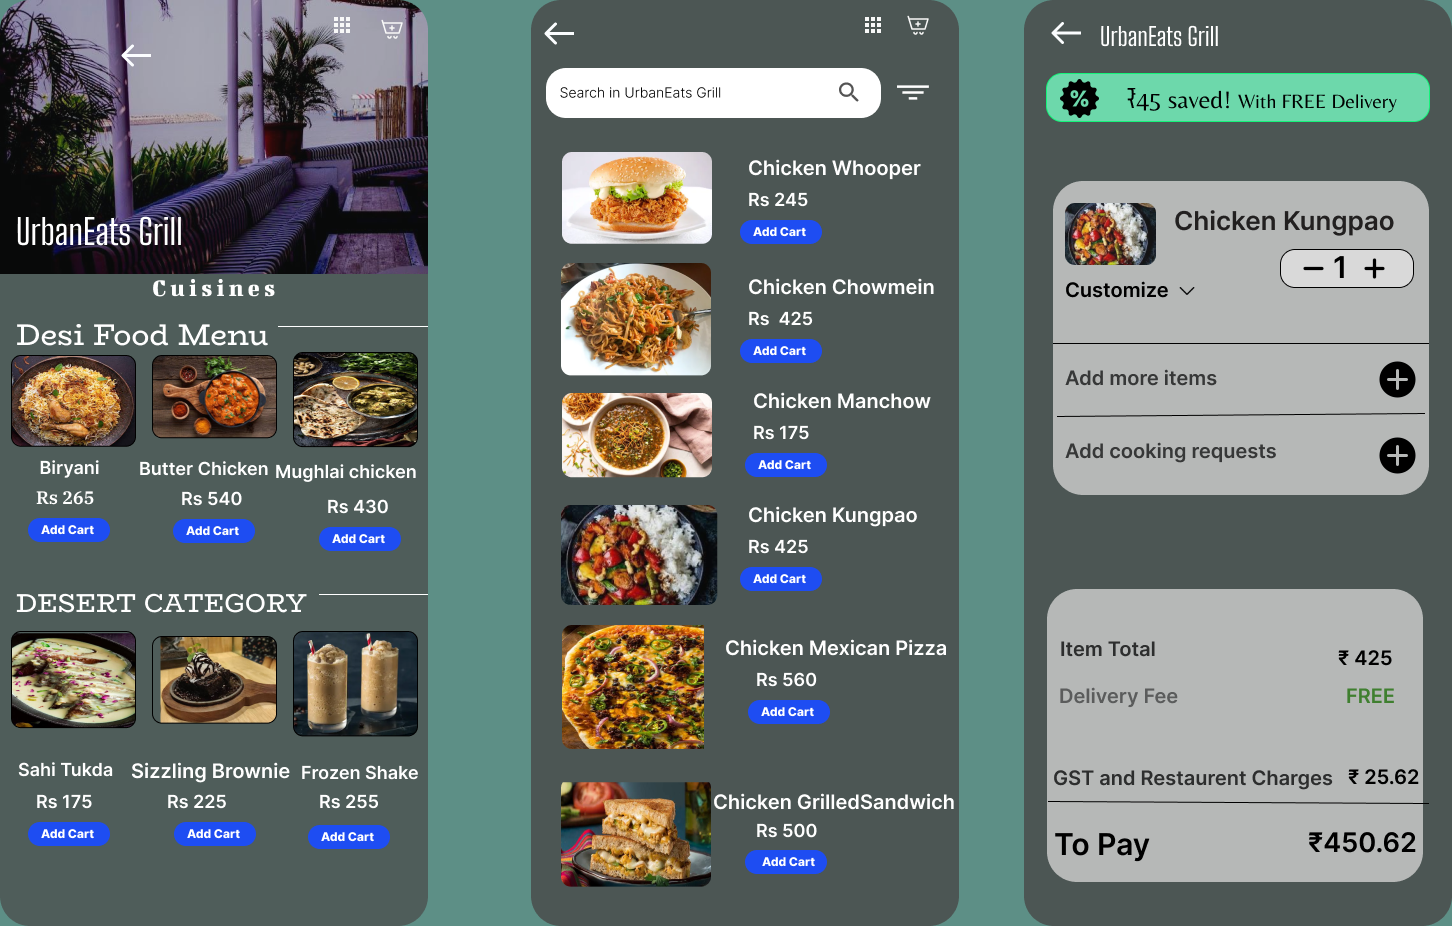 UrbanEats Grill
Cuisines
Desi Food Menu
Biryani
Rs 265
Add Cart
Butter Chicken
Rs 540
Add Cart
Mughlai chicken
Rs 430
Add Cart
DESERT CATEGORY
Sahi Tukda
Rs 175
Add Cart
Sizzling Brownie
Rs 225
Add Cart
Frozen Shake
Rs 255
Add Cart
Search in UrbanEats Grill
Chicken Whooper
Rs 245
Add Cart
Chicken Chowmein
Rs  425
Add Cart
Chicken Manchow
Rs 175
Add Cart
Chicken Kungpao
Rs 425
Add Cart
Chicken Mexican Pizza
Rs 560
Add Cart
Chicken GrilledSandwich
Rs 500
Add Cart
UrbanEats Grill
% ₹45 saved! With FREE Delivery
Chicken Kungpao
1
Customize
Add more items
Add cooking requests
Item Total ₹ 425
Delivery Fee FREE
GST and Restaurent Charges ₹ 25.62
To Pay ₹450.62